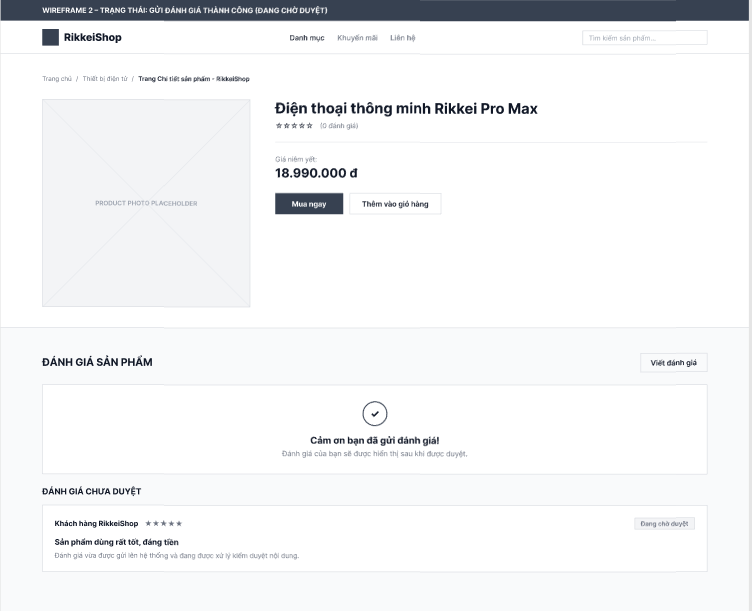 WIREFRAME 2 – TRẠNG THÁI: GỬI ĐÁNH GIÁ THÀNH CÔNG (ĐANG CHỜ DUYỆT)
RikkeiShop
Danh mục Khuyến mãi Liên hệ
Tìm kiếm sản phẩm...
Trang chủ / Thiết bị điện tử / Trang Chi tiết sản phẩm - RikkeiShop
PRODUCT PHOTO PLACEHOLDER
Điện thoại thông minh Rikkei Pro Max
☆☆☆☆☆ (0 đánh giá)
Giá niêm yết:
18.990.000 đ
Mua ngay Thêm vào giỏ hàng
ĐÁNH GIÁ SẢN PHẨM
Viết đánh giá
Cảm ơn bạn đã gửi đánh giá!
Đánh giá của bạn sẽ được hiển thị sau khi được duyệt.
ĐÁNH GIÁ CHƯA DUYỆT
Khách hàng RikkeiShop ★★★★★
Đang chờ duyệt
Sản phẩm dùng rất tốt, đáng tiền
Đánh giá vừa được gửi lên hệ thống và đang được xử lý kiểm duyệt nội dung.